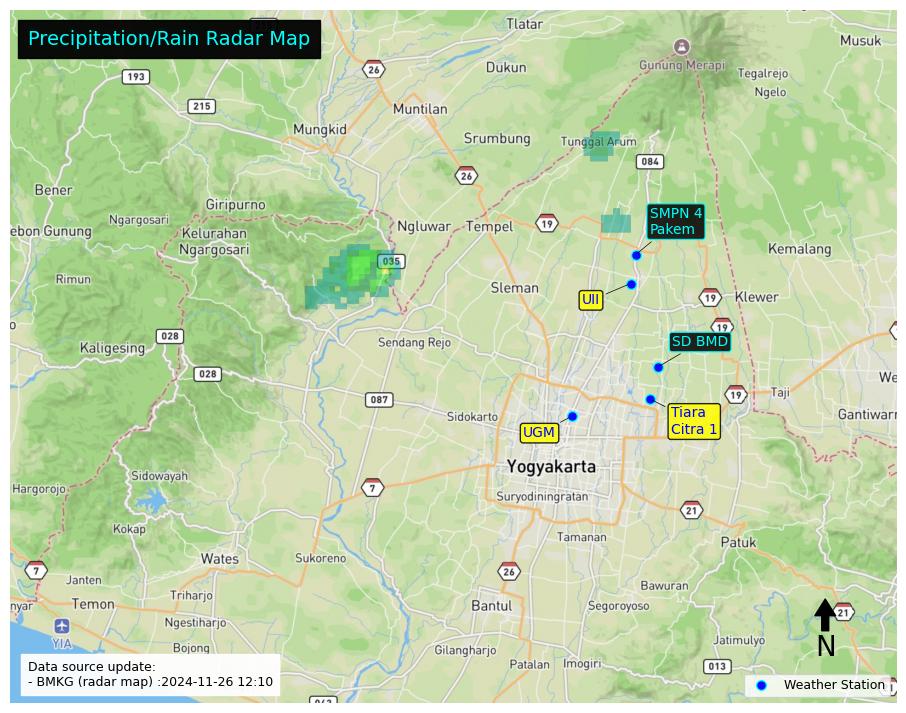 Precipitation/Rain Radar Map
Tlatar
Musuk
26
Gunung Merapi
193
Dukun
Tegalrejo
Ngelo
215
Muntilan
Mungkid
Srumbung
Tunggal Arum
084
26
Bener
Giripurno
SMPN 4
Pakem
Ngargosari
Ngluwar
Tempel
19
ebon Gunung
Kelurahan
Ngargosari
Kemalang
035
Rimun
Sleman
UII
19
Klewer
19
028
Sendang Rejo
SD BMD
Kaligesing
028
We
087
19
Taji
Sidokarto
Tiara
Citra 1
Gantiwarn
UGM
Yogyakarta
Sidowayah
Hargorojo
7
Suryodiningratan
21
Kokap
Tamanan
Patuk
Wates
Sukoreno
7
26
Janten
Bawuran
Triharjo
nyar
Temon
Bantul
Segoroyoso
21
Ngestiharjo
YIA
Jatimulyo
N
Bojong
Gilangharjo
Patalan
Imogiri
013
Data source update:
- BMKG (radar map) :2024-11-26 12:10
Weather Station